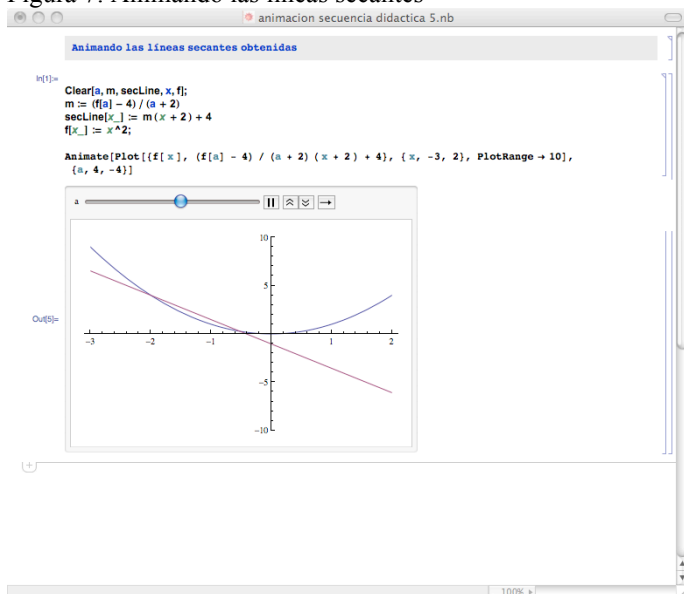 Figura 7. Animando las líneas secantes
animacion secuencia didactica 5.nb
Animando las líneas secantes obtenidas
In[1]:=
Clear[a, m, secLine, x, f];
m := (f[a] – 4) / (a + 2)
secLine[x_] := m (x + 2) + 4
f[x_] := x^2;
Animate[Plot[{f[ x ], (f[a] – 4) / (a + 2) ( x + 2 ) + 4}, { x, -3, 2}, PlotRange → 10],
{a, 4, -4}]
a
10
5
Out[5]=
-3 -2 -1 1 2
-5
-10
100%